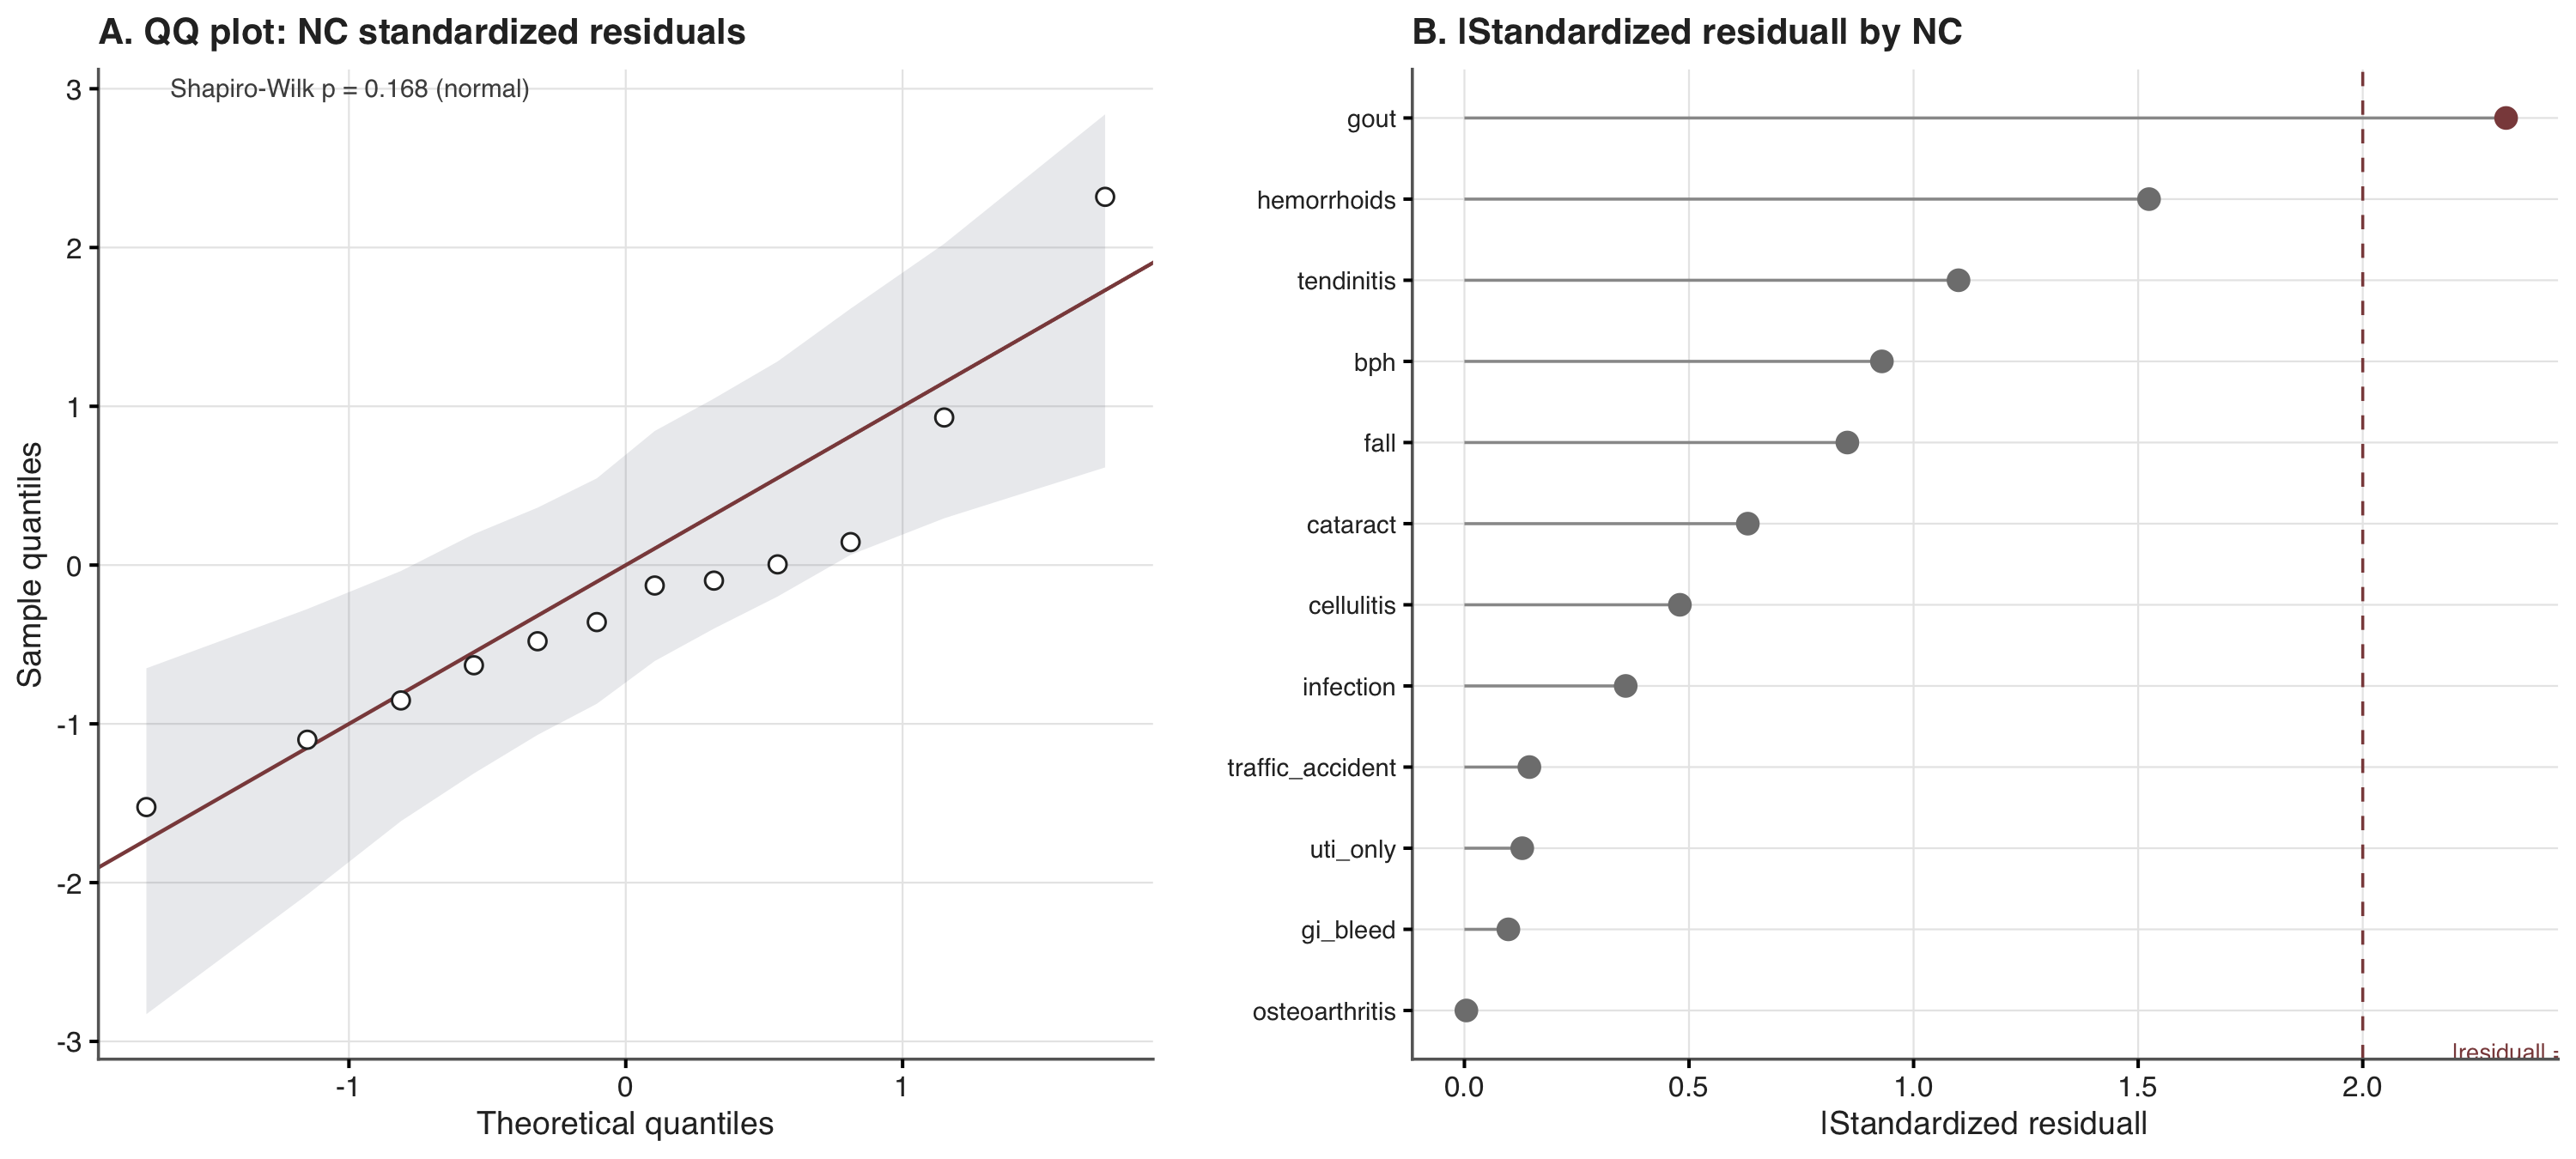 A. QQ plot: NC standardized residuals
Shapiro-Wilk p = 0.168 (normal)
3
2
1
0
-1
-2
-3
Sample quantiles
-1
0
1
Theoretical quantiles
B. |Standardized residual| by NC
gout
hemorrhoids
tendinitis
bph
fall
cataract
cellulitis
infection
traffic_accident
uti_only
gi_bleed
osteoarthritis
|residual|
0.0
0.5
1.0
1.5
2.0
|Standardized residual|